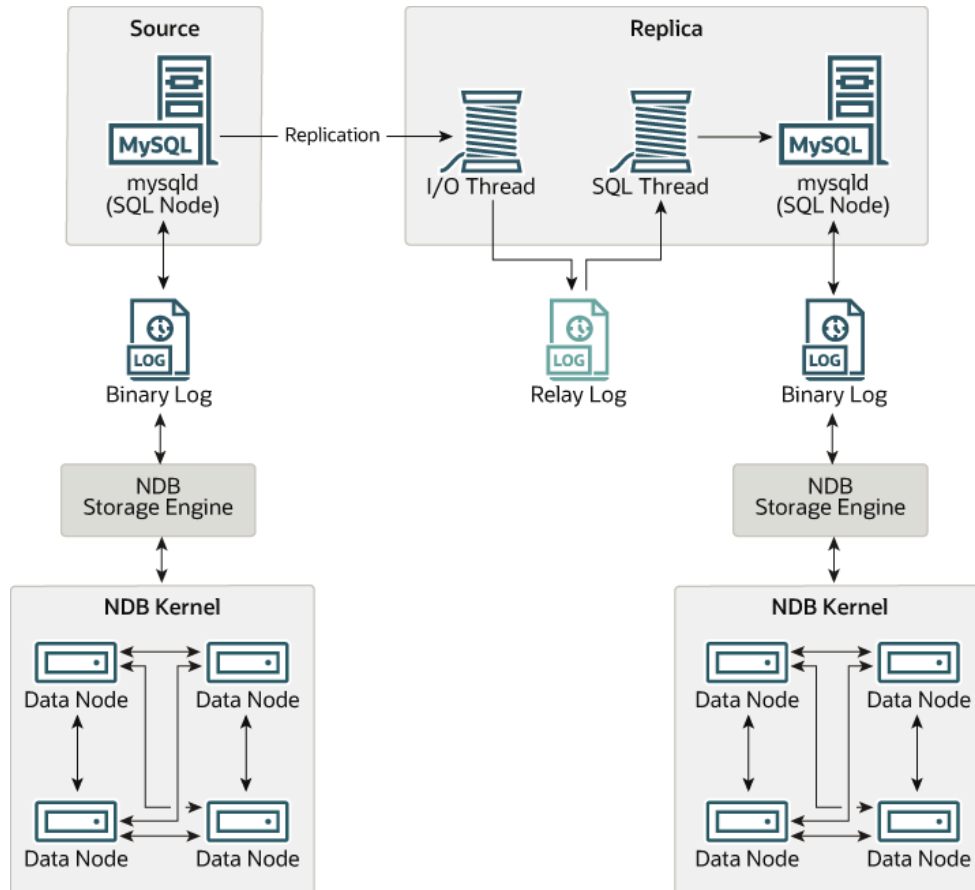 Source
Replica
MySQL
Replication
MySQL
mysqld
(SQL Node)
I/O Thread
SQL Thread
mysqld
(SQL Node)
LOG
LOG
LOG
Binary Log
Relay Log
Binary Log
NDB
Storage Engine
NDB
Storage Engine
NDB Kernel
NDB Kernel
Data Node
Data Node
Data Node
Data Node
Data Node
Data Node
Data Node
Data Node